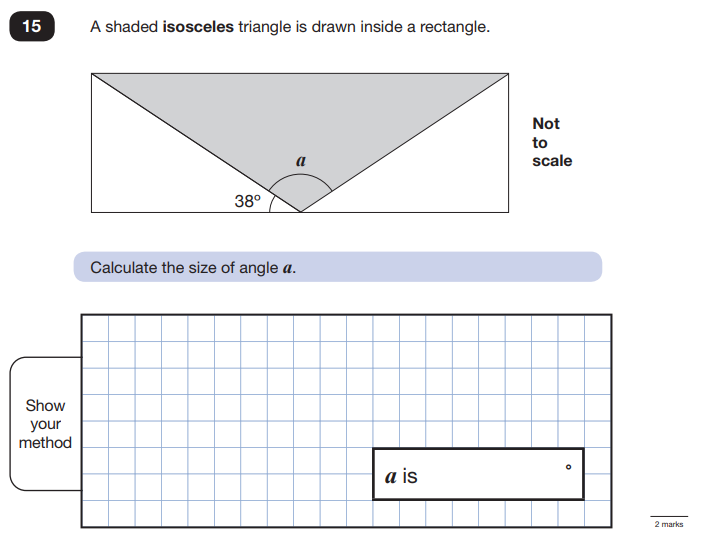 15
A shaded isosceles triangle is drawn inside a rectangle.
a
38º
Not
to
scale
Calculate the size of angle a.
Show
your
method
a is °
2 marks